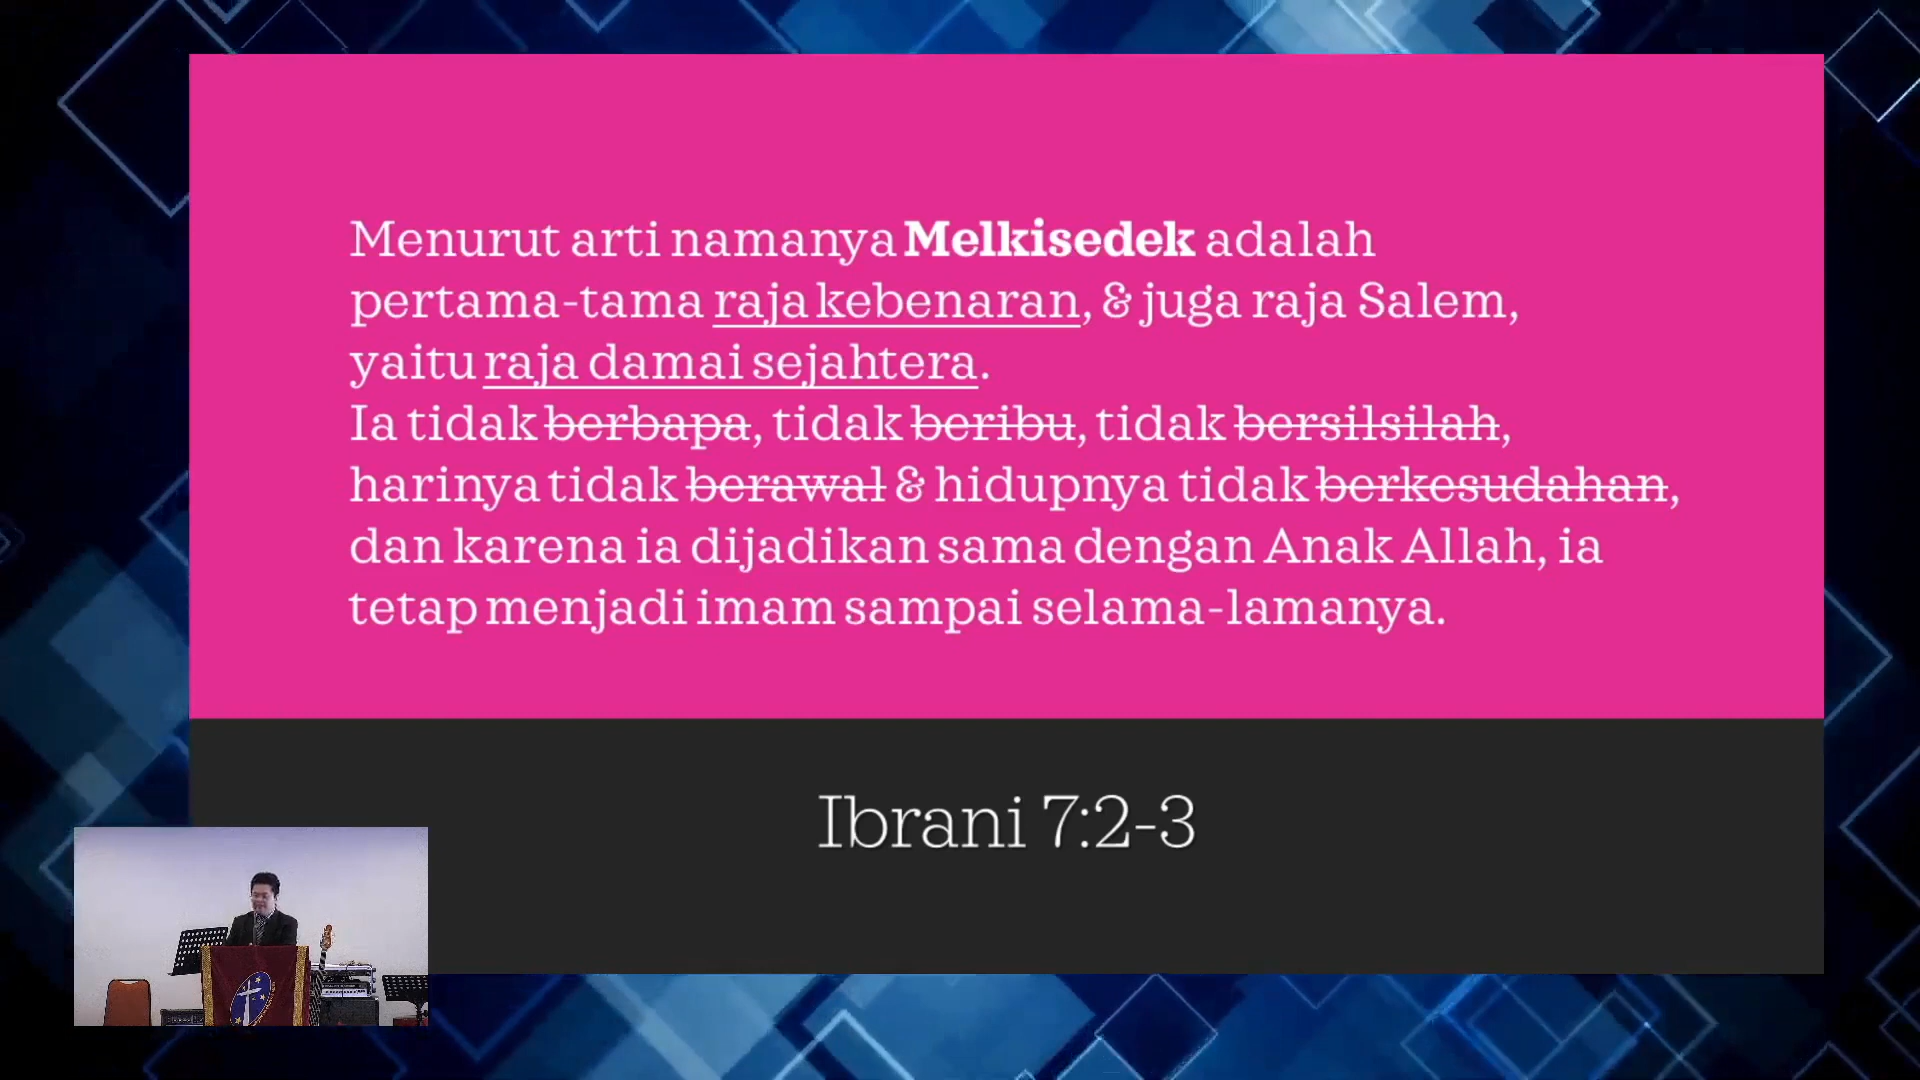 Menurut arti namanya Melkisedek adalah
pertama-tama raja kebenaran, & juga raja Salem,
yaitu raja damai sejahtera.
Ia tidak berbapa, tidak beribu, tidak bersilsilah,
harinya tidak berawal & hidupnya tidak berkesudahan,
dan karena ia dijadikan sama dengan Anak Allah, ia
tetap menjadi imam sampai selama-lamanya.
Ibrani 7:2-3